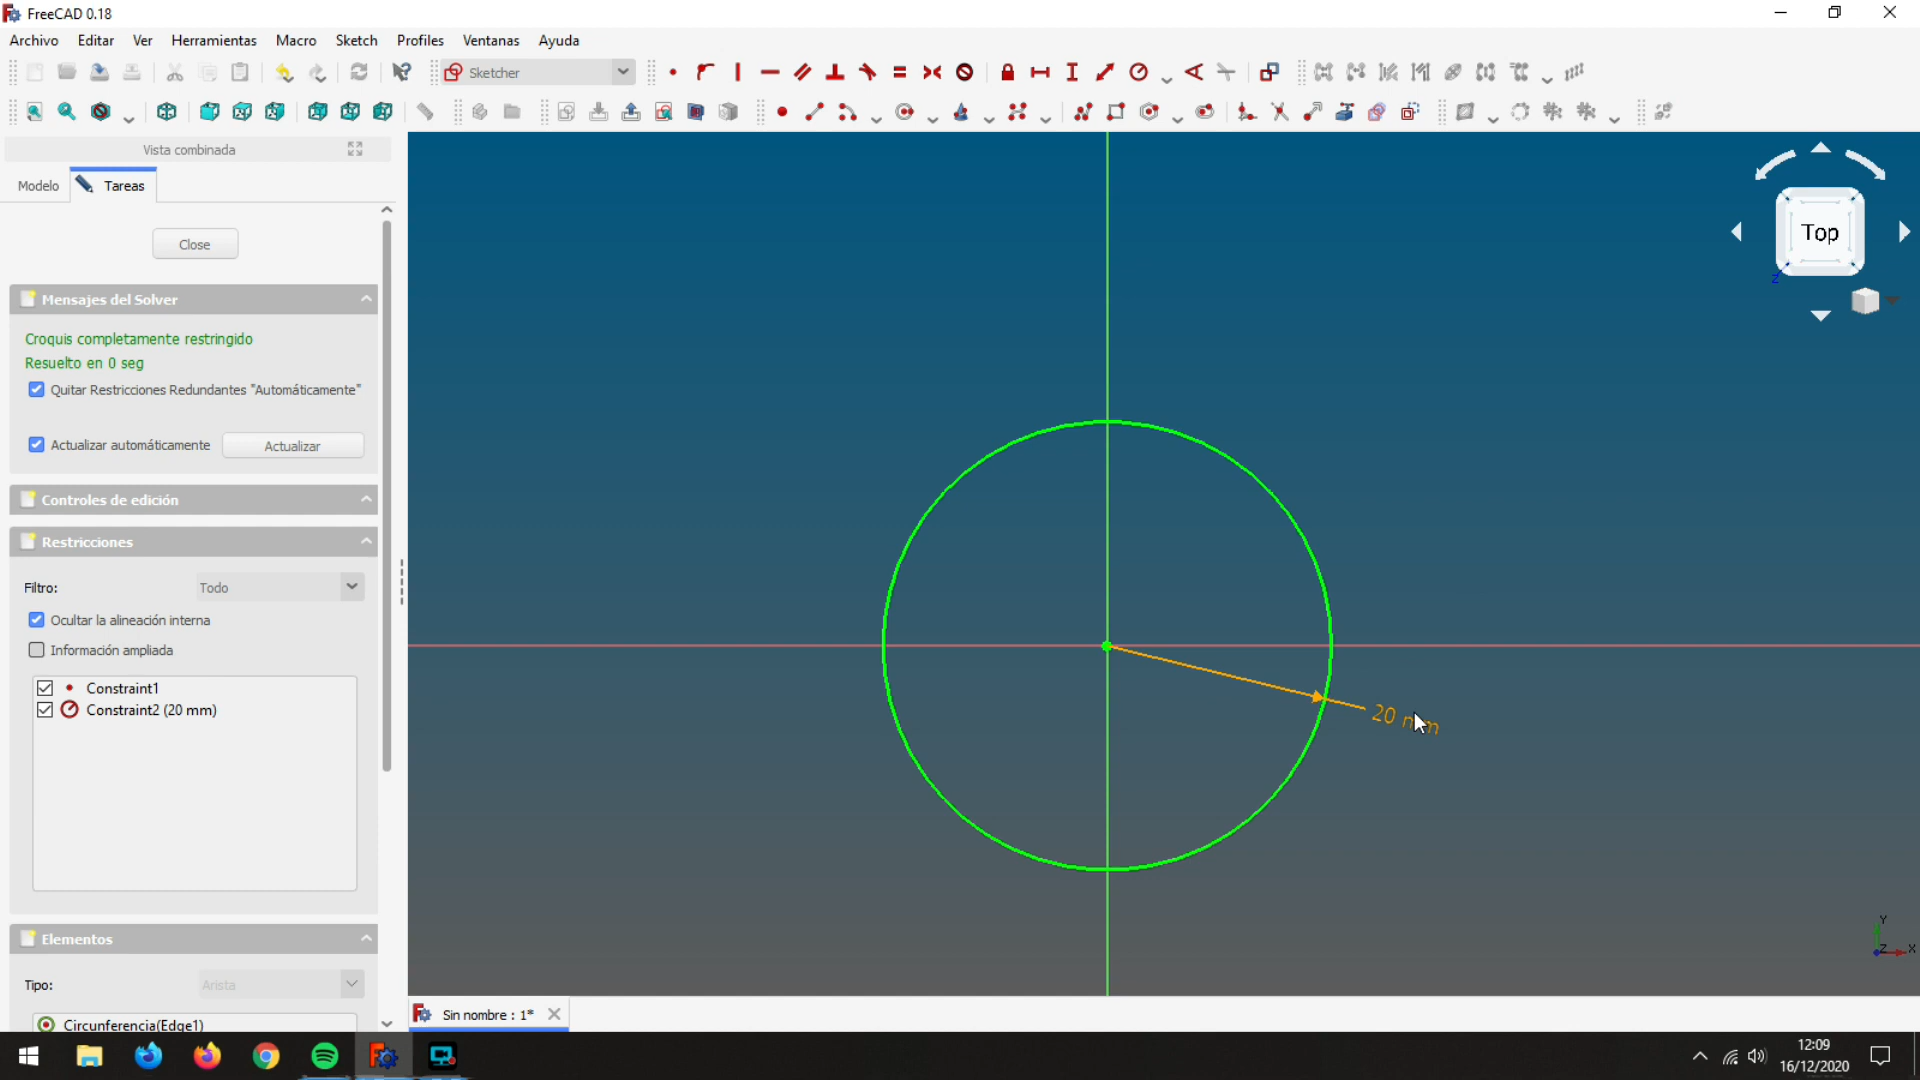 FreeCAD 0.18
Archivo Editar Ver Herramientas Macro Sketch Profiles Ventanas Ayuda
Sketcher
Vista combinada
Modelo Tareas
Close
Mensajes del Solver
Croquis completamente restringido
Resuelto en 0 seg
Quitar Restricciones Redundantes "Automáticamente"
Actualizar automáticamente Actualizar
Controles de edición
Restricciones
Filtro: Todo
Ocultar la alineación interna
Información ampliada
Constraint1
Constraint2 (20 mm)
Elementos
Tipo: Arista
Circunferencia(Edge1)
Top
Z
20 mm
Y
Z X
Sin nombre : 1*
12:09
16/12/2020